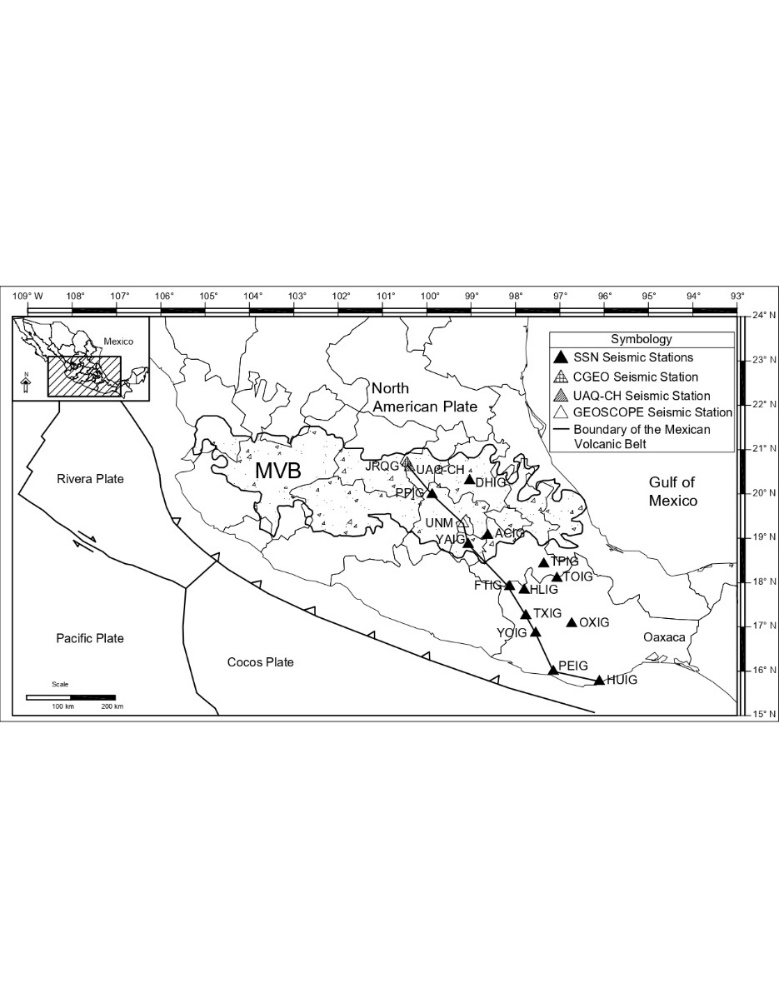 109° W 108° 107° 106° 105° 104° 103° 102° 101° 100° 99° 98° 97° 96° 94° 93°
24° N
Mexico
N
Symbology
SSN Seismic Stations
CGEO Seismic Station
UAQ-CH Seismic Station
GEOSCOPE Seismic Station
Boundary of the Mexican
Volcanic Belt
23° N
22° N
North
American Plate
21° N
MVB
JRQG
UAQ-CH
DHIG
Rivera Plate
PPIG
Gulf of
Mexico
20° N
UNM
YAIG
ACIG
19° N
TPIG
TOIG
18° N
FTIG
HLIG
TXIG
OXIG
YOIG
17° N
Oaxaca
Pacific Plate
Cocos Plate
PEIG
HUIG
16° N
Scale
100 km 200 km
15° N